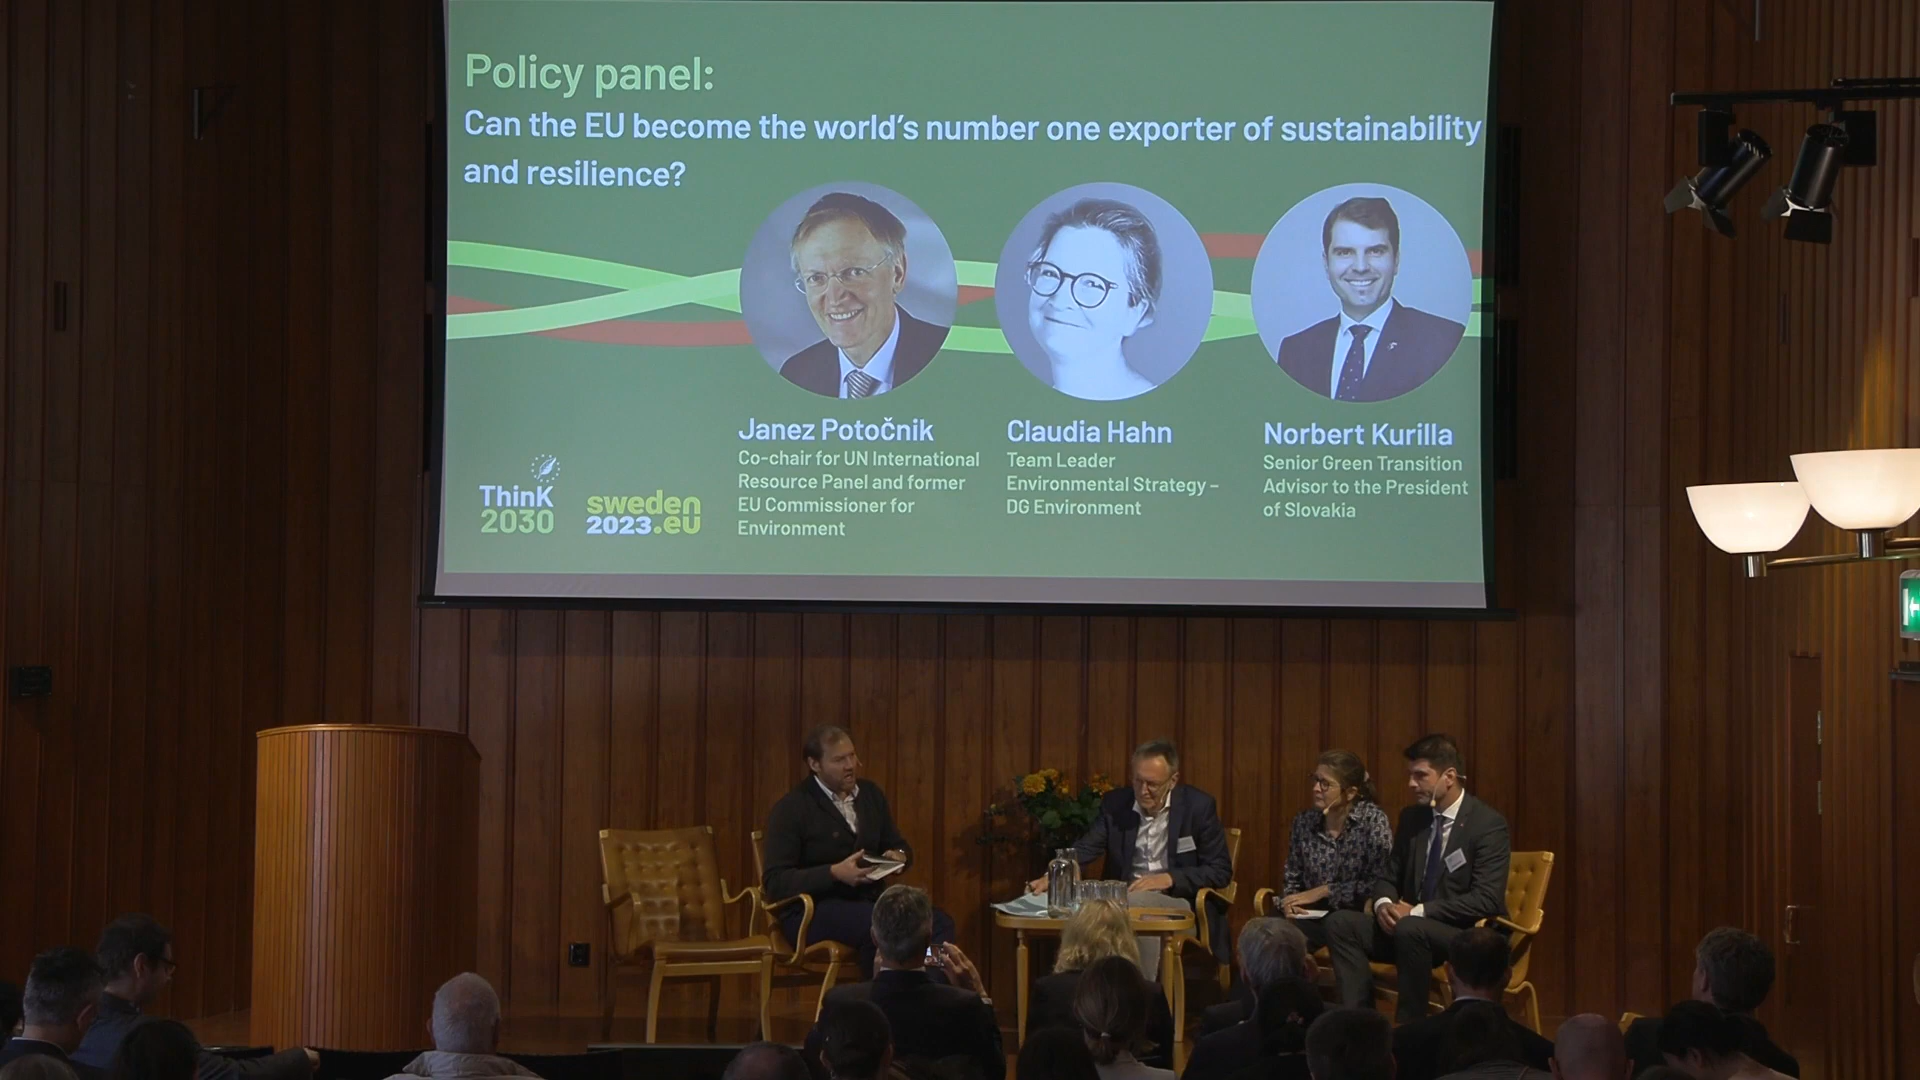 Policy panel:
Can the EU become the world's number one exporter of sustainability
and resilience?
Janez Potočnik
Co-chair for UN International
Resource Panel and former
EU Commissioner for
Environment
Claudia Hahn
Team Leader
Environmental Strategy –
DG Environment
Norbert Kurilla
Senior Green Transition
Advisor to the President
of Slovakia
ThinK
2030
sweden
2023.eu